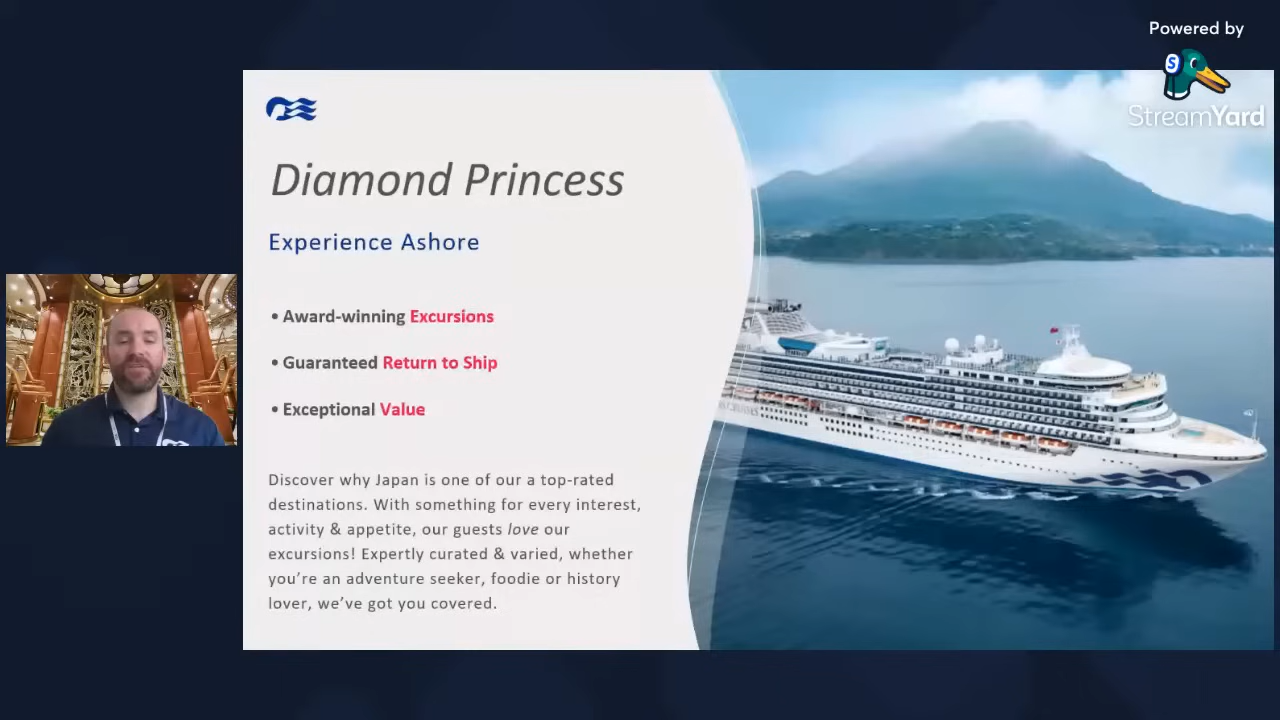 Powered by
S
StreamYard
Diamond Princess
Experience Ashore
• Award-winning Excursions
• Guaranteed Return to Ship
• Exceptional Value
Discover why Japan is one of our a top-rated
destinations. With something for every interest,
activity & appetite, our guests love our
excursions! Expertly curated & varied, whether
you're an adventure seeker, foodie or history
lover, we've got you covered.